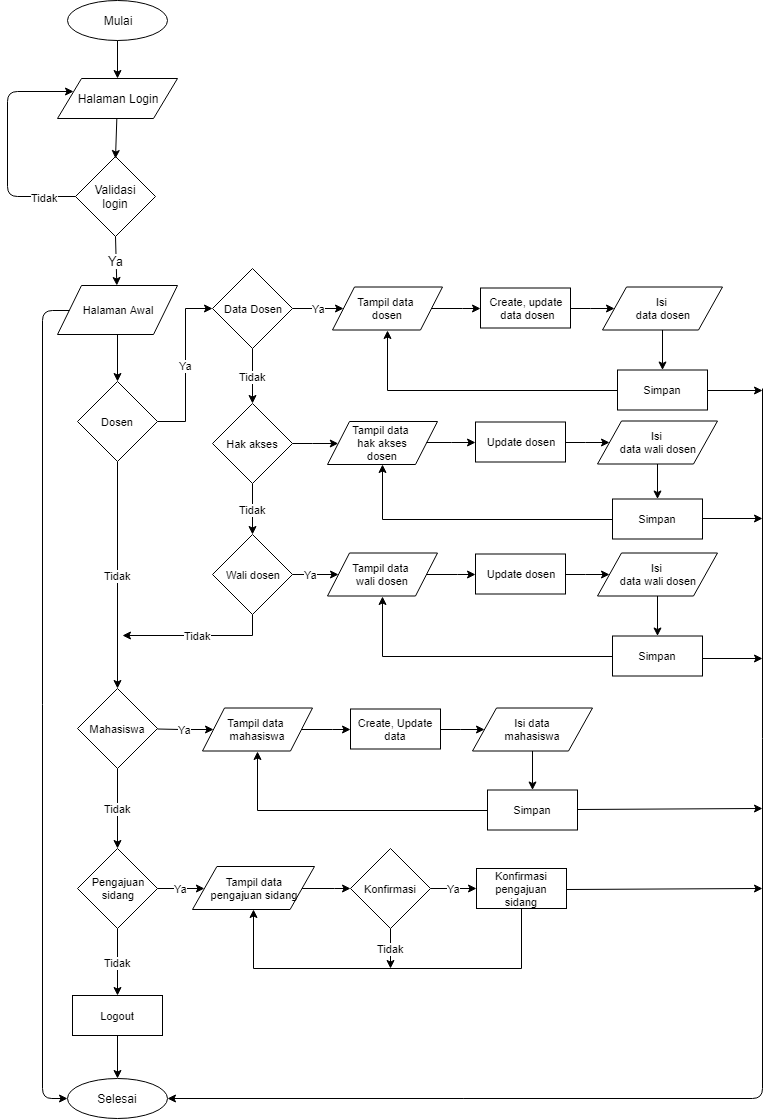 Mulai
Halaman Login
Validasi
login
Tidak
Ya
Halaman Awal
Data Dosen
Ya
Tampil data
dosen
Create, update
data dosen
Isi
data dosen
Ya
Tidak
Simpan
Dosen
Hak akses
Tampil data
hak akses
dosen
Update dosen
Isi
data wali dosen
Tidak
Simpan
Tidak
Wali dosen
Ya
Tampil data
wali dosen
Update dosen
Isi
data wali dosen
Tidak
Simpan
Mahasiswa
Ya
Tampil data
mahasiswa
Create, Update
data
Isi data
mahasiswa
Tidak
Simpan
Pengajuan
sidang
Ya
Tampil data
pengajuan sidang
Konfirmasi
Ya
Konfirmasi
pengajuan
sidang
Tidak
Tidak
Logout
Selesai